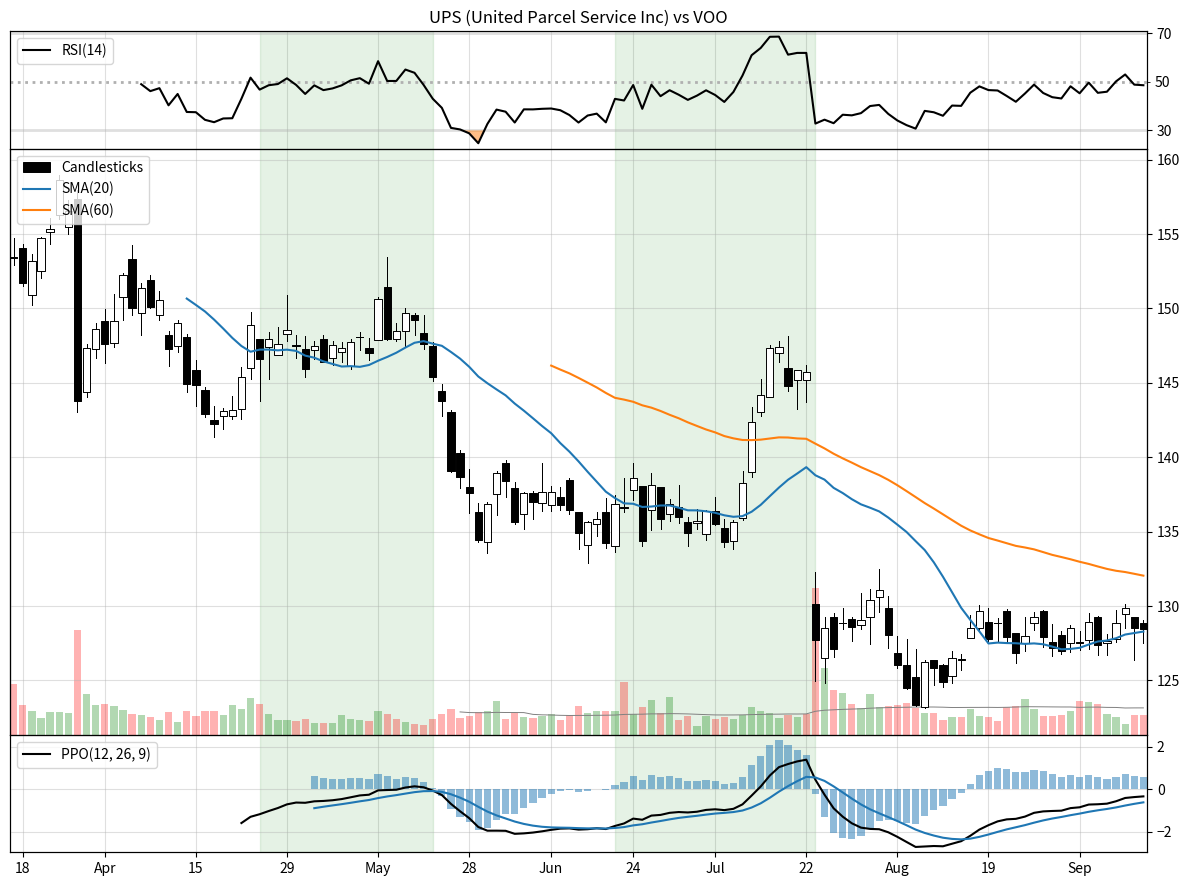 UPS (United Parcel Service Inc) vs VOO
RSI(14)
70
50
30
Candlesticks
SMA(20)
SMA(60)
160
155
150
145
140
135
130
125
PPO(12, 26, 9)
2
0
−2
18 Apr 15 29 May 28 Jun 24 Jul 22 Aug 19 Sep